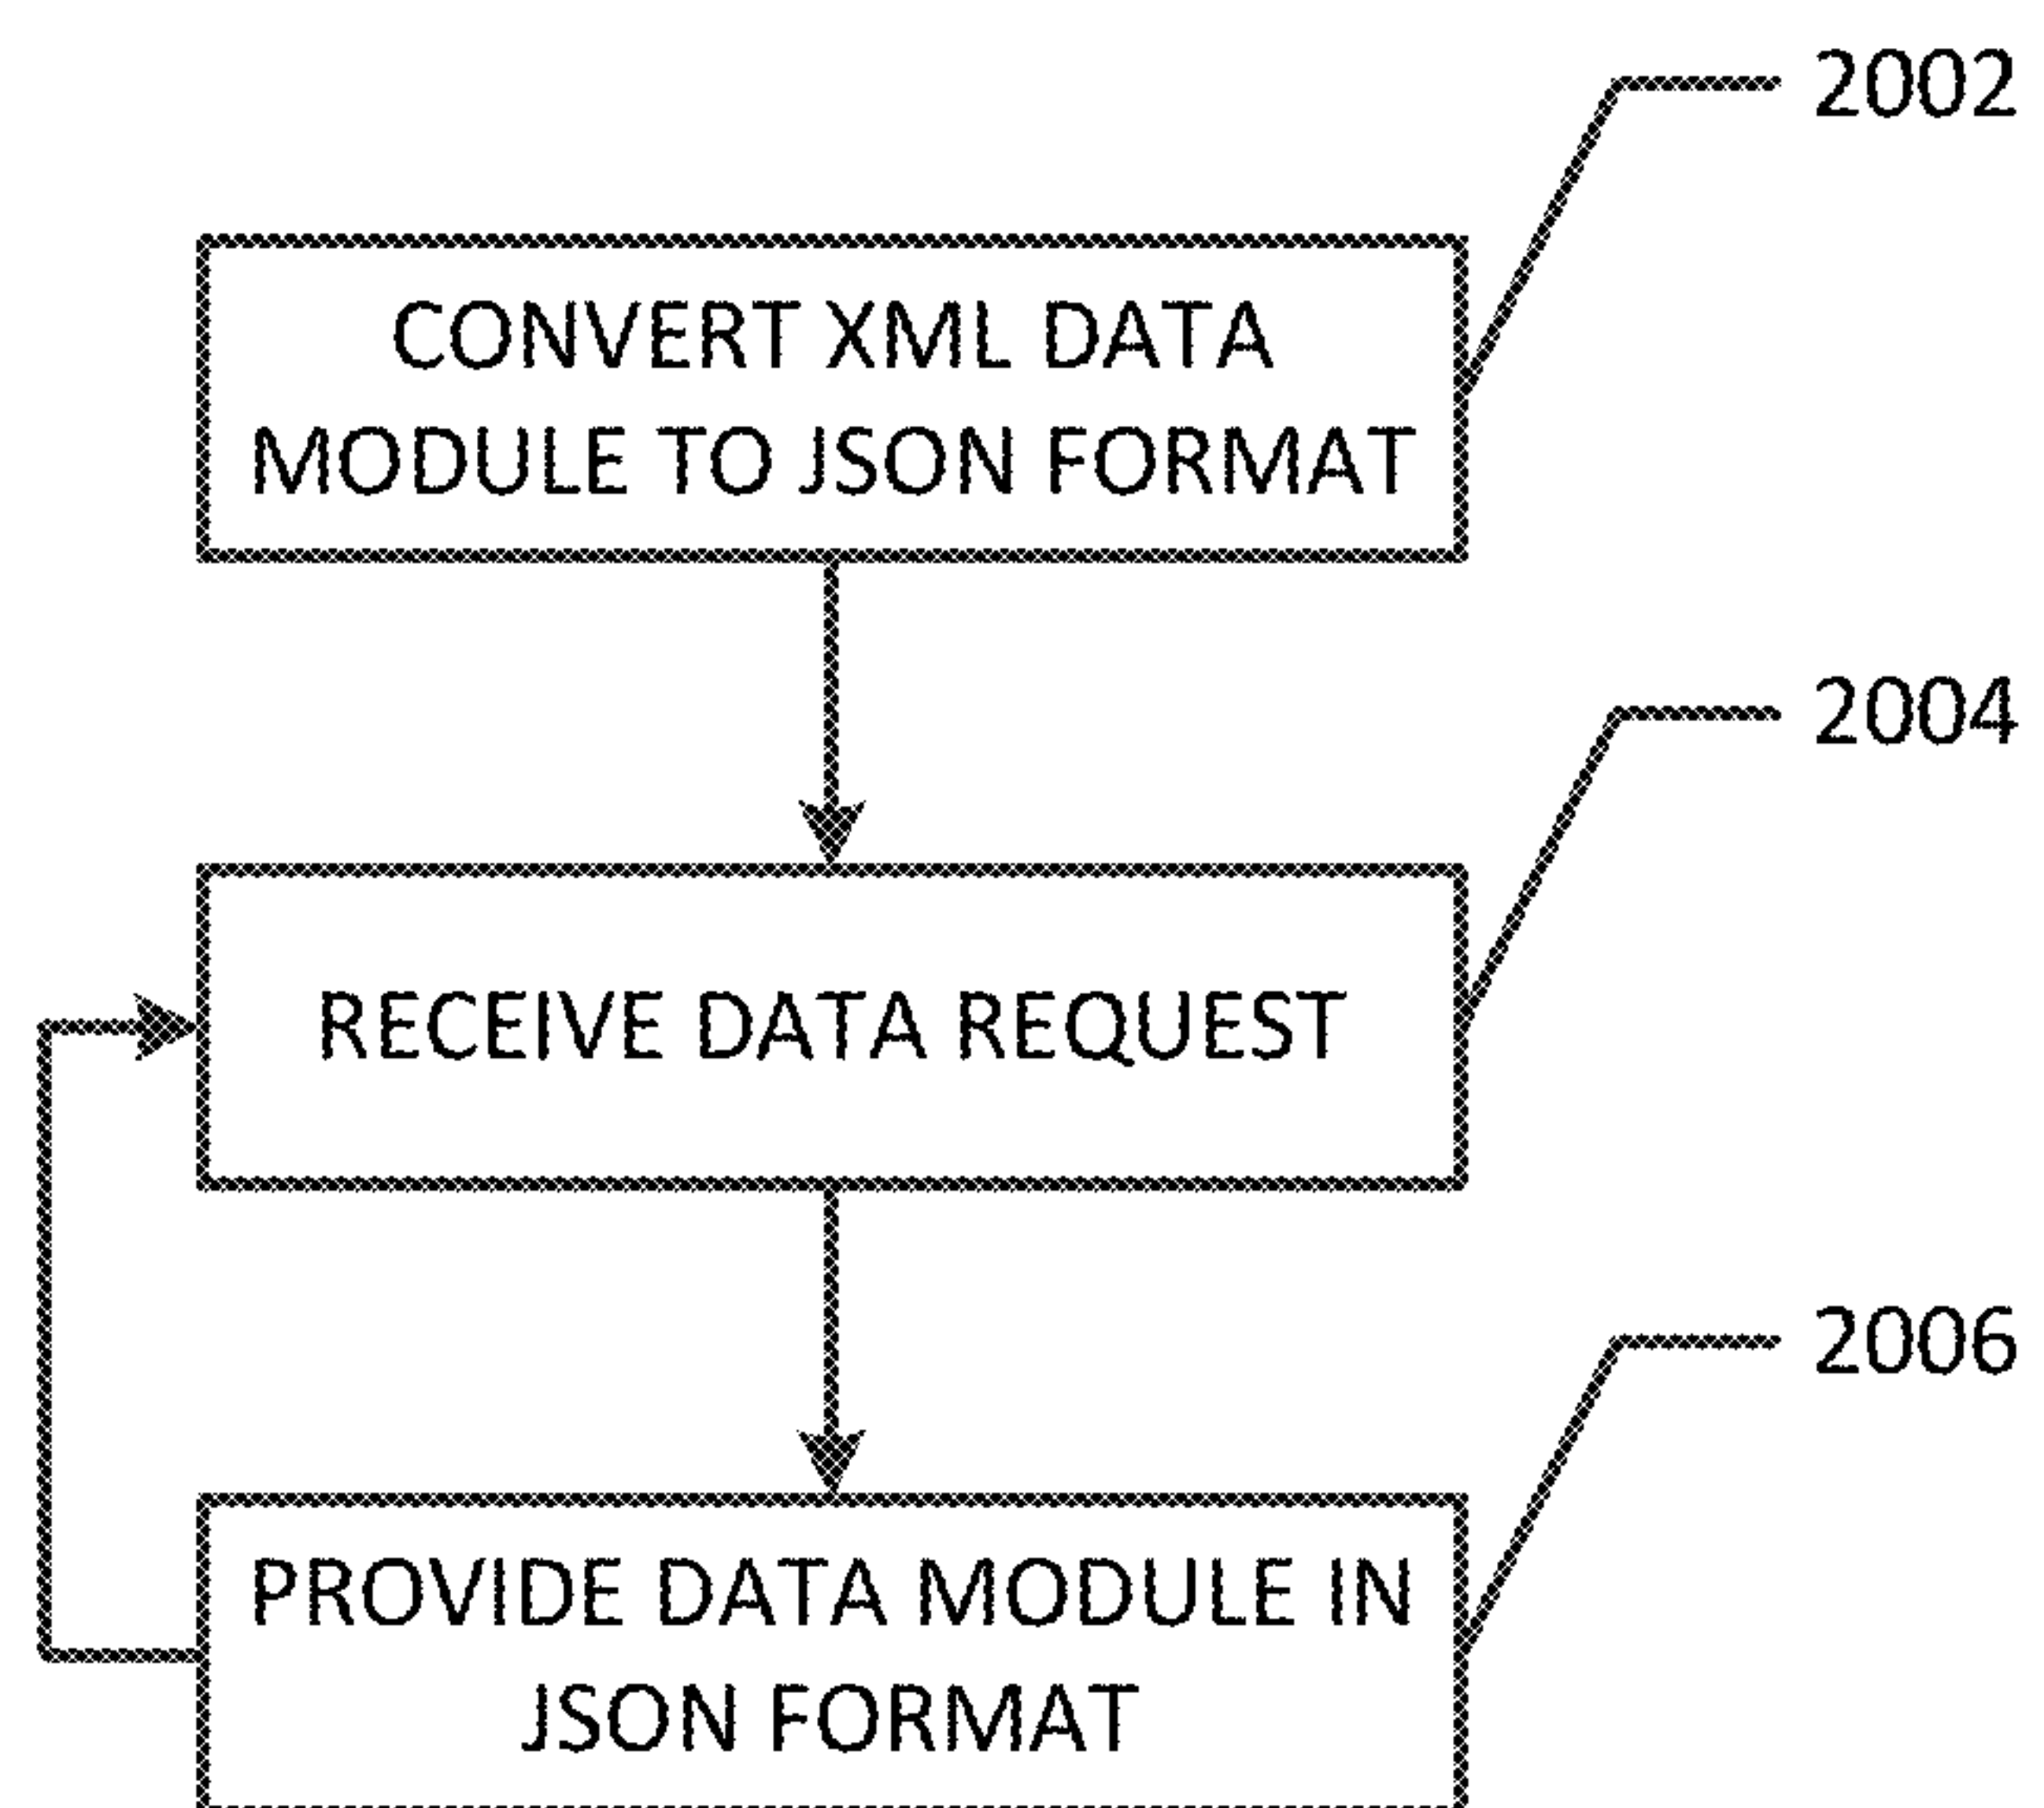 2002
CONVERT XML DATA
MODULE TO JSON FORMAT
2004
RECEIVE DATA REQUEST
2006
PROVIDE DATA MODULE IN
JSON FORMAT